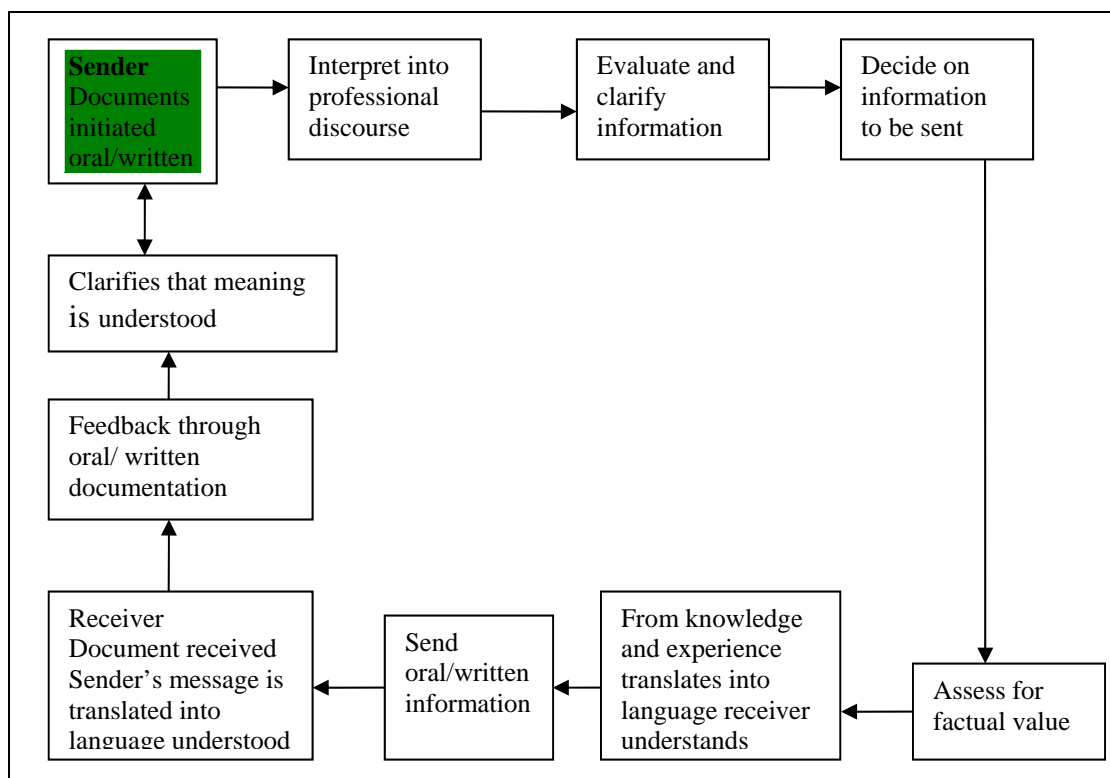 Sender
Documents
initiated
oral/written
Interpret into
professional
discourse
Evaluate and
clarify
information
Decide on
information
to be sent
Clarifies that meaning
is understood
Feedback through
oral/ written
documentation
Receiver
Document received
Sender’s message is
translated into
language understood
Send
oral/written
information
From knowledge
and experience
translates into
language receiver
understands
Assess for
factual value